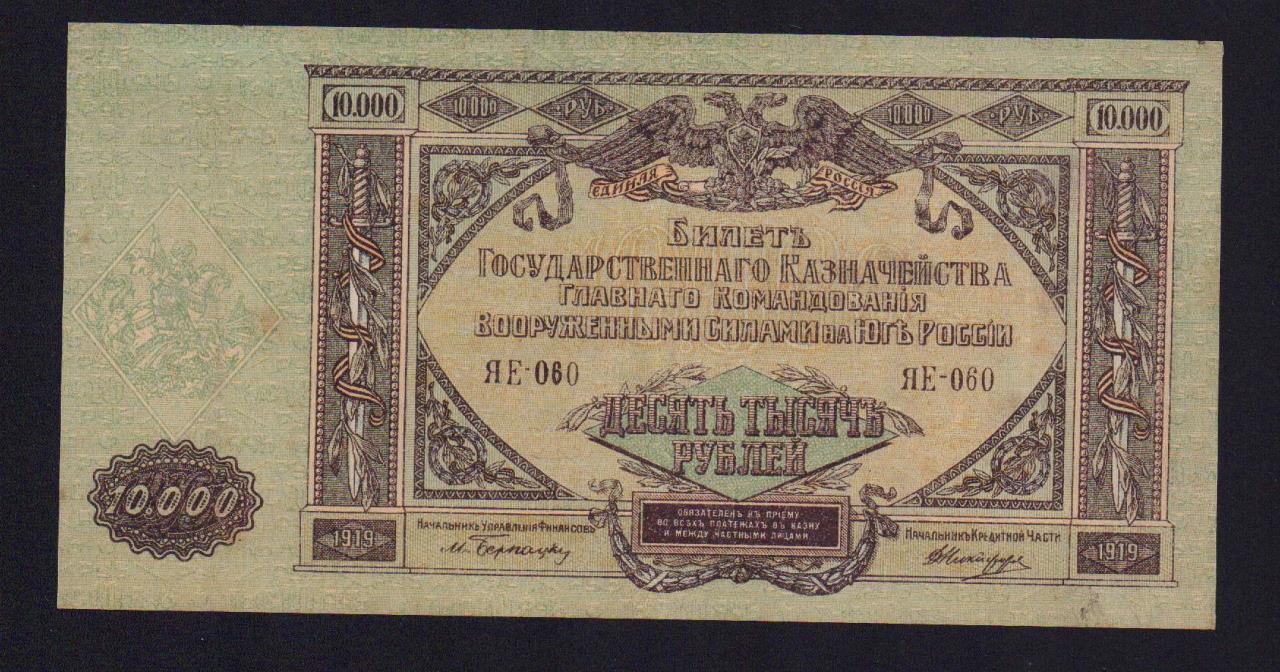 10.000 10.000 РУБ. 10.000 РУБ. 10.000
ЕДИНАЯ РОССІЯ
БИЛЕТЪ
ГОСУДАРСТВЕННАГО КАЗНАЧЕЙСТВА
ГЛАВНАГО КОМАНДОВАНІЯ
ВООРУЖЕННЫМИ СИЛАМИ НА ЮГѢ РОССІИ
ЯЕ-060 ЯЕ-060
ДЕСЯТЬ ТЫСЯЧЪ
РУБЛЕЙ
10.000
ОБЯЗАТЕЛЕНЪ КЪ ПРІЕМУ
ВО ВСѢХЪ ПЛАТЕЖАХЪ ВЪ КАЗНУ
И МЕЖДУ ЧАСТНЫМИ ЛИЦАМИ.
НАЧАЛЬНИКЪ УПРАВЛЕНІЯ ФИНАНСОВЪ
НАЧАЛЬНИКЪ КРЕДИТНОЙ ЧАСТИ
1919 1919